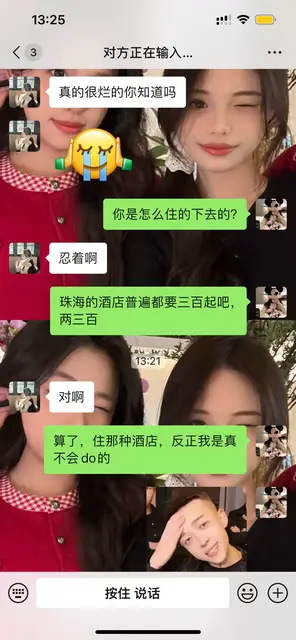 13:25
3
对方正在输入...
真的很烂的你知道吗
你是怎么住的下去的?
忍着啊
珠海的酒店普遍都要三百起吧，
两三百
13:21
对啊
算了，住那种酒店，反正我是真
不会do的
按住 说话